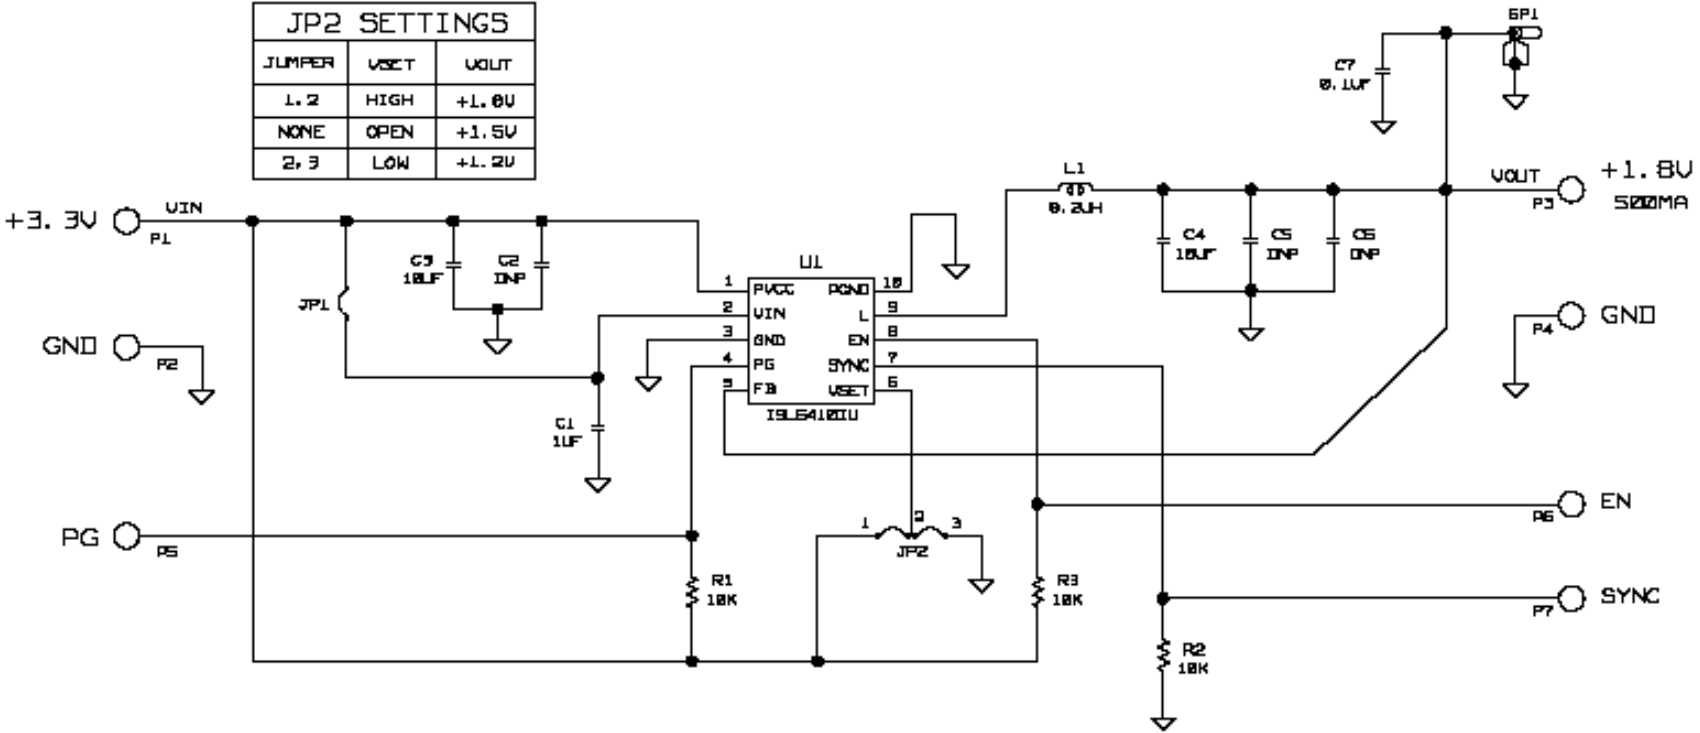 JP2 SETTINGS
JUMPER VSET VOUT
1.2 HIGH +1.8V
NONE OPEN +1.5V
2,3 LOW +1.2V
SP1
C7
0.1UF
+3.3V
VIN
P1
L1
8.2UH
VOUT
P3
+1.8V
500MA
C3
10UF
C2
DNP
C4
10UF
C5
DNP
C6
DNP
JP1
U1
1 PVCC PGND 10
2 VIN L 9
3 GND EN 8
4 PG SYNC 7
5 FB VSET 6
ISL6410IU
GND
P2
P4
GND
C1
1UF
PG
P5
1 2 3
JP2
P6
EN
R1
10K
R3
10K
P7
SYNC
R2
10K